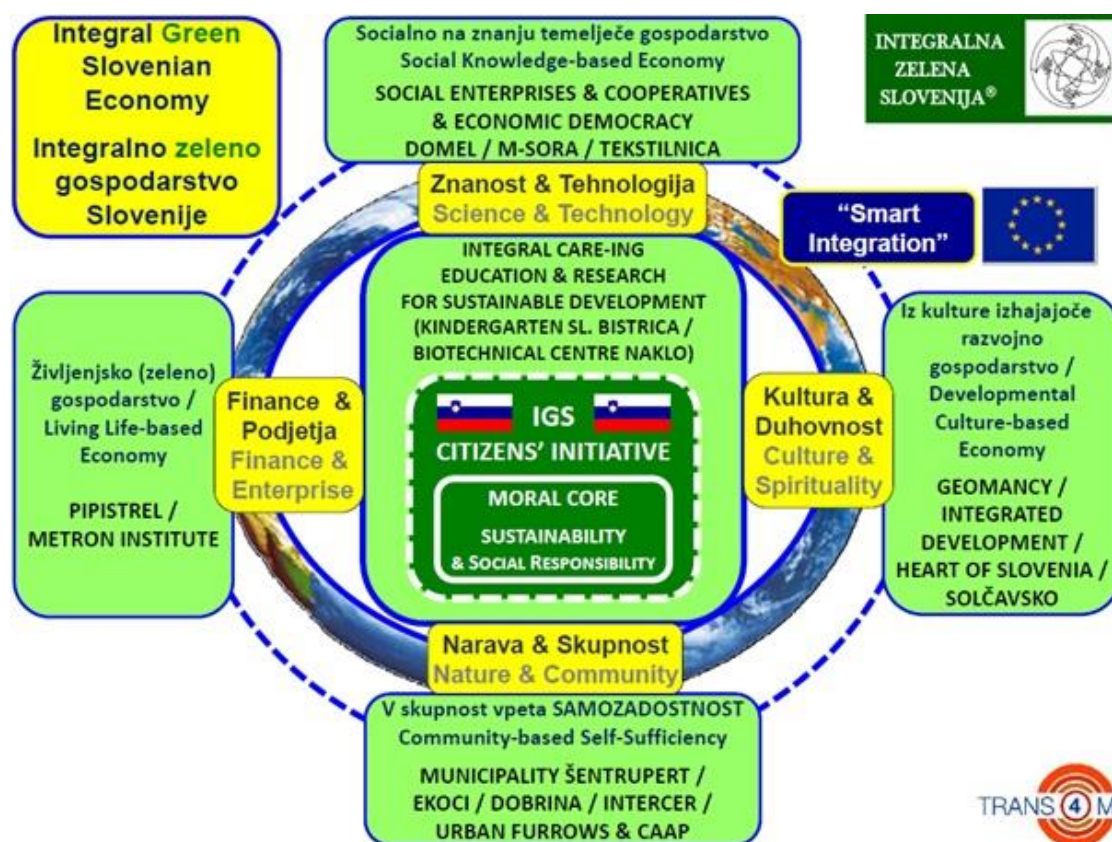 Integral Green
Slovenian
Economy
Integralno zeleno
gospodarstvo
Slovenije
Socialno na znanju temelječe gospodarstvo
Social Knowledge-based Economy
SOCIAL ENTERPRISES & COOPERATIVES
& ECONOMIC DEMOCRACY
DOMEL / M-SORA / TEKSTILNICA
INTEGRALNA
ZELENA
SLOVENIJA®
Znanost & Tehnologija
Science & Technology
“Smart
Integration”
INTEGRAL CARE-ING
EDUCATION & RESEARCH
FOR SUSTAINABLE DEVELOPMENT
(KINDERGARTEN SL. BISTRICA /
BIOTECHNICAL CENTRE NAKLO)
Življenjsko (zeleno)
gospodarstvo /
Living Life-based
Economy
PIPISTREL /
METRON INSTITUTE
Finance &
Podjetja
Finance &
Enterprise
IGS
CITIZENS’ INITIATIVE
MORAL CORE
SUSTAINABILITY
& SOCIAL RESPONSIBILITY
Kultura &
Duhovnost
Culture &
Spirituality
Iz kulture izhajajoče
razvojno
gospodarstvo /
Developmental
Culture-based
Economy
GEOMANCY /
INTEGRATED
DEVELOPMENT /
HEART OF SLOVENIA /
SOLČAVSKO
Narava & Skupnost
Nature & Community
V skupnost vpeta SAMOZADOSTNOST
Community-based Self-Sufficiency
MUNICIPALITY ŠENTRUPERT /
EKOCI / DOBRINA / INTERCER /
URBAN FURROWS & CAAP
TRANS 4 M